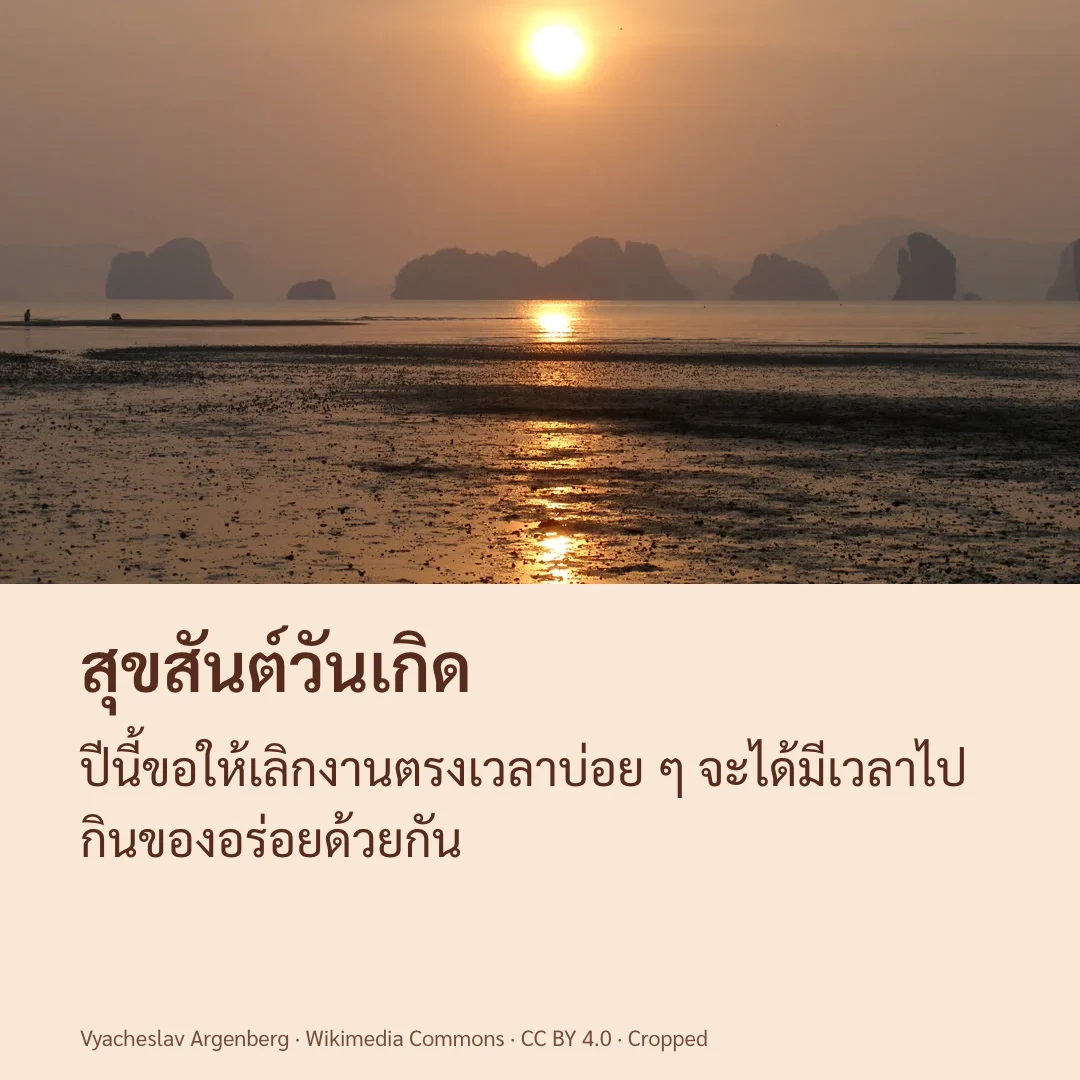 สุขสันต์วันเกิด
ปีนี้ขอให้เลิกงานตรงเวลาบ่อย ๆ จะได้มีเวลาไป
กินของอร่อยด้วยกัน
Vyacheslav Argenberg · Wikimedia Commons · CC BY 4.0 · Cropped